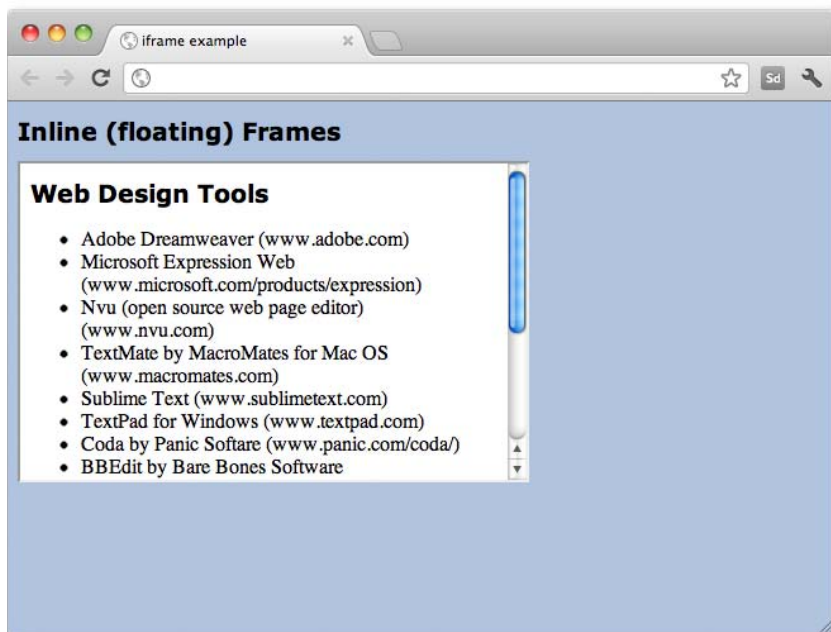 iframe example
Sd
Inline (floating) Frames
Web Design Tools
• Adobe Dreamweaver (www.adobe.com)
• Microsoft Expression Web
(www.microsoft.com/products/expression)
• Nvu (open source web page editor)
(www.nvu.com)
• TextMate by MacroMates for Mac OS
(www.macromates.com)
• Sublime Text (www.sublimetext.com)
• TextPad for Windows (www.textpad.com)
• Coda by Panic Softare (www.panic.com/coda/)
• BBEdit by Bare Bones Software